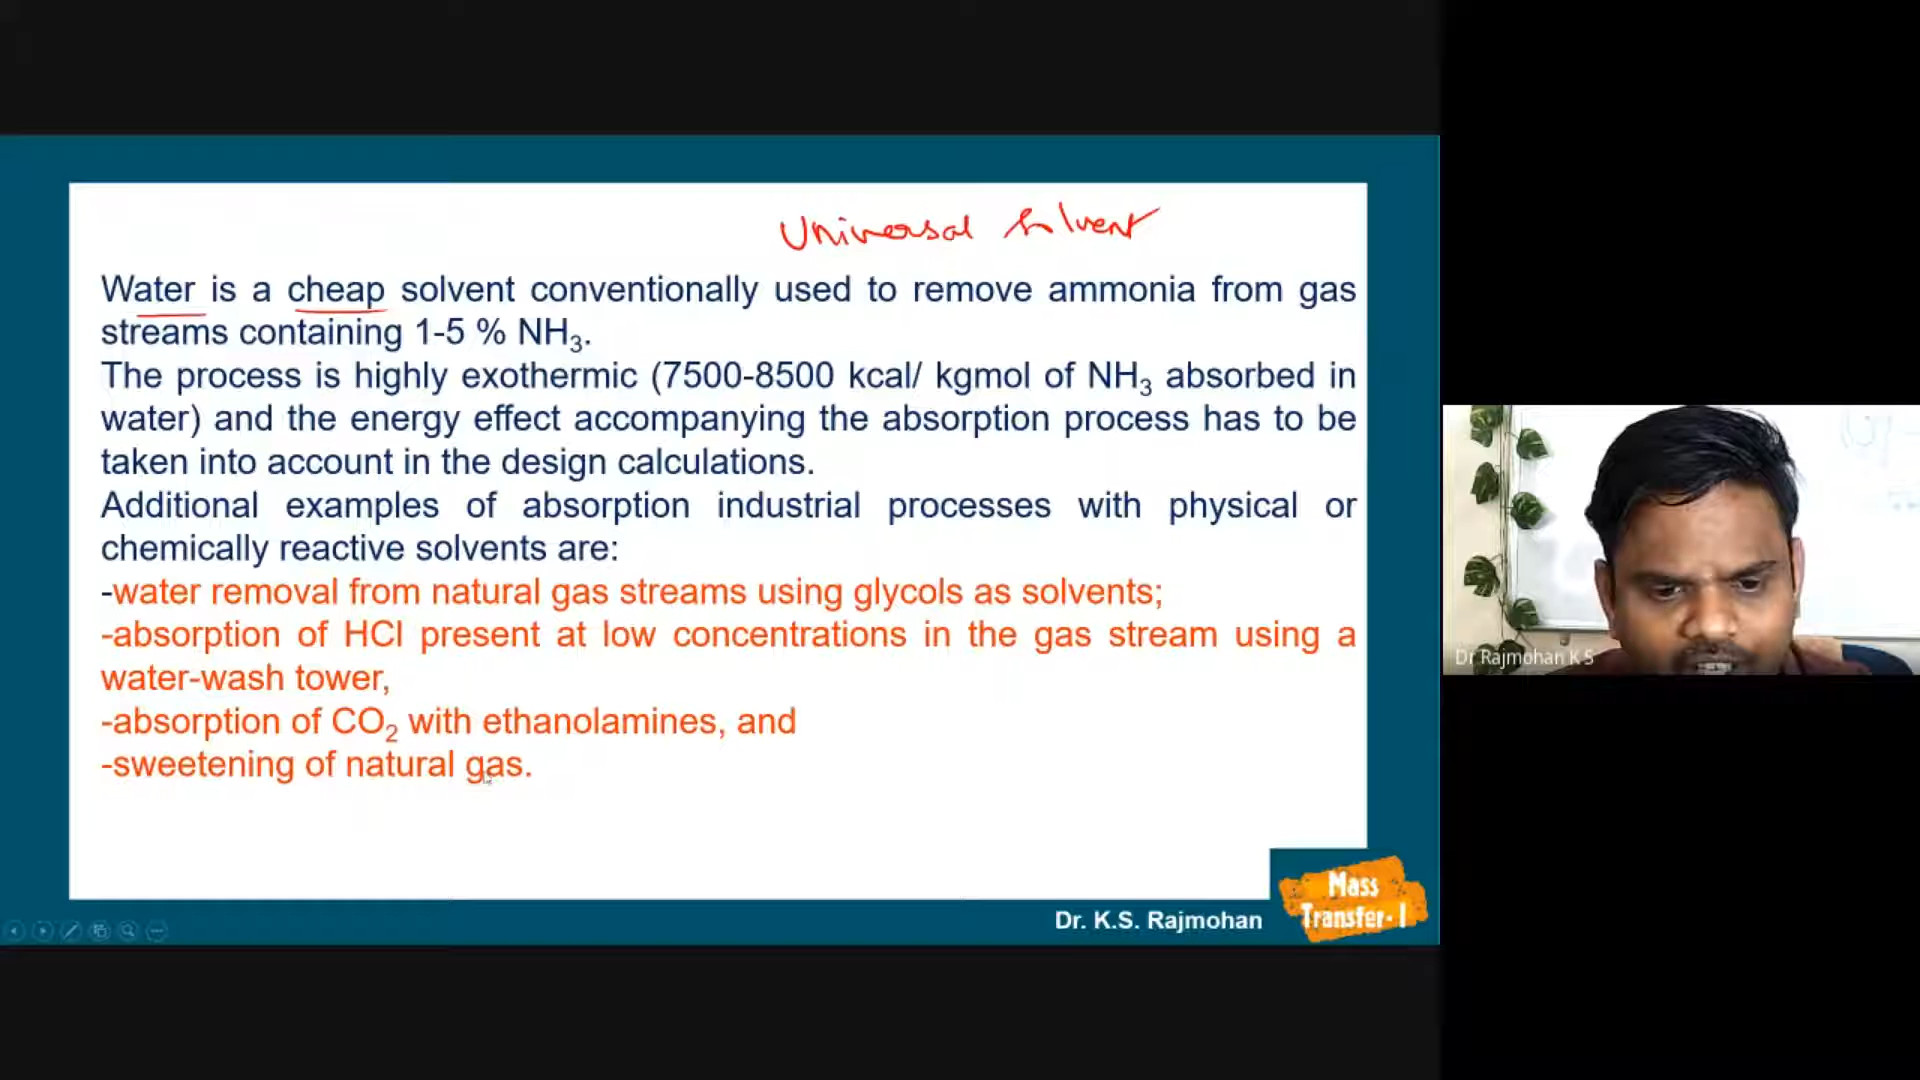 Universal Solvent
Water is a cheap solvent conventionally used to remove ammonia from gas
streams containing 1-5 % NH₃.
The process is highly exothermic (7500-8500 kcal/ kgmol of NH₃ absorbed in
water) and the energy effect accompanying the absorption process has to be
taken into account in the design calculations.
Additional examples of absorption industrial processes with physical or
chemically reactive solvents are:
-water removal from natural gas streams using glycols as solvents;
-absorption of HCl present at low concentrations in the gas stream using a
water-wash tower,
-absorption of CO₂ with ethanolamines, and
-sweetening of natural gas.
Dr. K.S. Rajmohan
Mass
Transfer- I
Dr Rajmohan K S